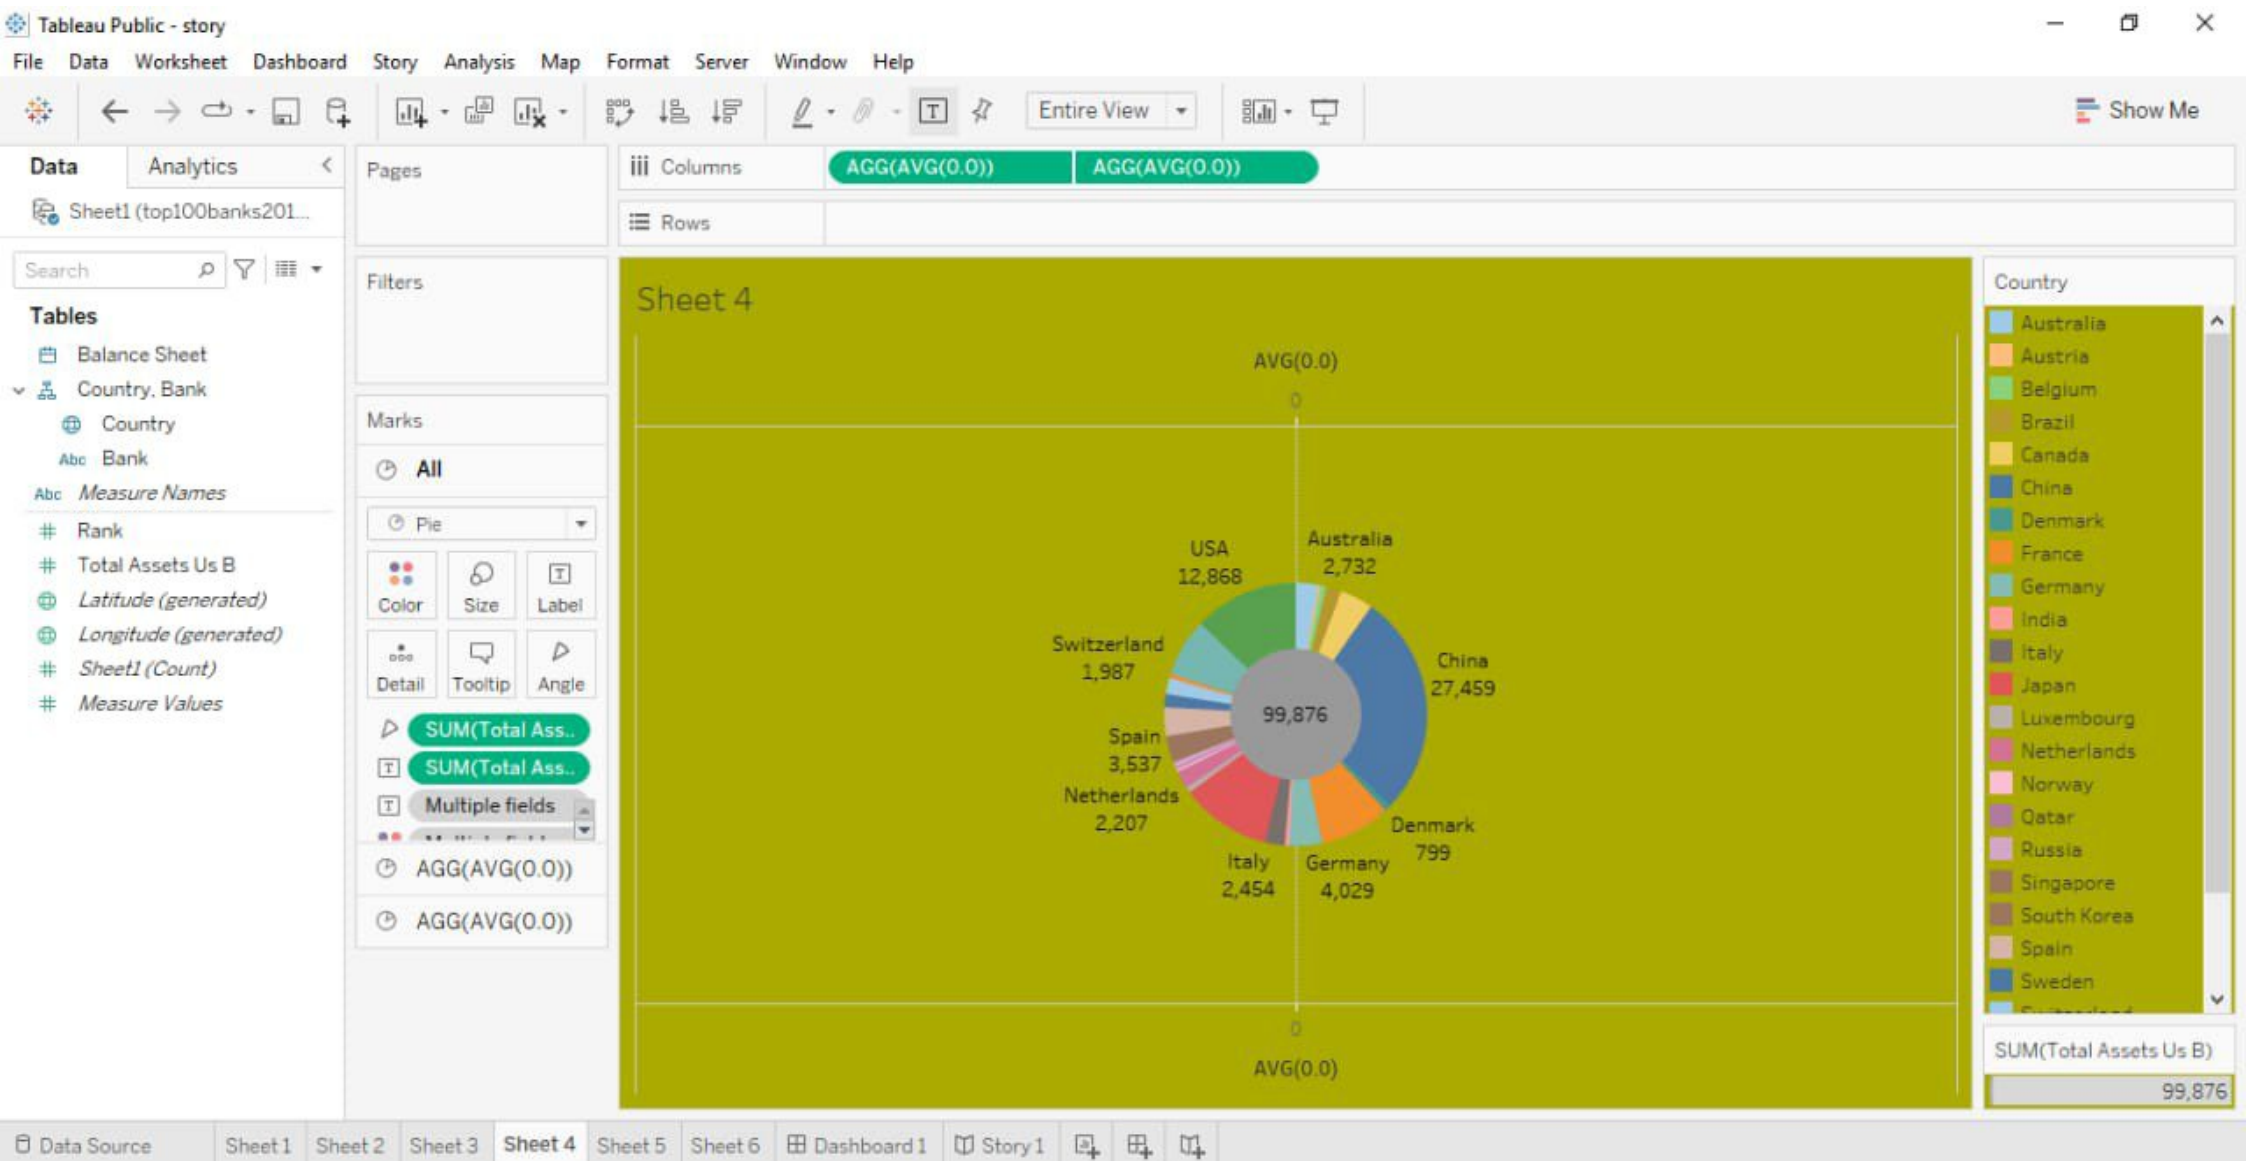 Tableau Public - story
File Data Worksheet Dashboard Story Analysis Map Format Server Window Help
Entire View
Show Me
Data Analytics
Sheet1 (top100banks201...
Search
Tables
Balance Sheet
Country, Bank
Country
Abc Bank
Abc Measure Names
# Rank
# Total Assets Us B
Latitude (generated)
Longitude (generated)
# Sheet1 (Count)
# Measure Values
Pages
Filters
Marks
All
Pie
Color Size Label
Detail Tooltip Angle
SUM(Total Ass..
SUM(Total Ass..
Multiple fields
AGG(AVG(0.0))
AGG(AVG(0.0))
Columns AGG(AVG(0.0)) AGG(AVG(0.0))
Rows
Sheet 4
AVG(0.0)
0
Australia
2,732
USA
12,868
Switzerland
1,987
China
27,459
99,876
Spain
3,537
Netherlands
2,207
Denmark
799
Italy
2,454
Germany
4,029
0
AVG(0.0)
Country
Australia
Austria
Belgium
Brazil
Canada
China
Denmark
France
Germany
India
Italy
Japan
Luxembourg
Netherlands
Norway
Qatar
Russia
Singapore
South Korea
Spain
Sweden
SUM(Total Assets Us B)
99,876
Data Source Sheet 1 Sheet 2 Sheet 3 Sheet 4 Sheet 5 Sheet 6 Dashboard 1 Story 1